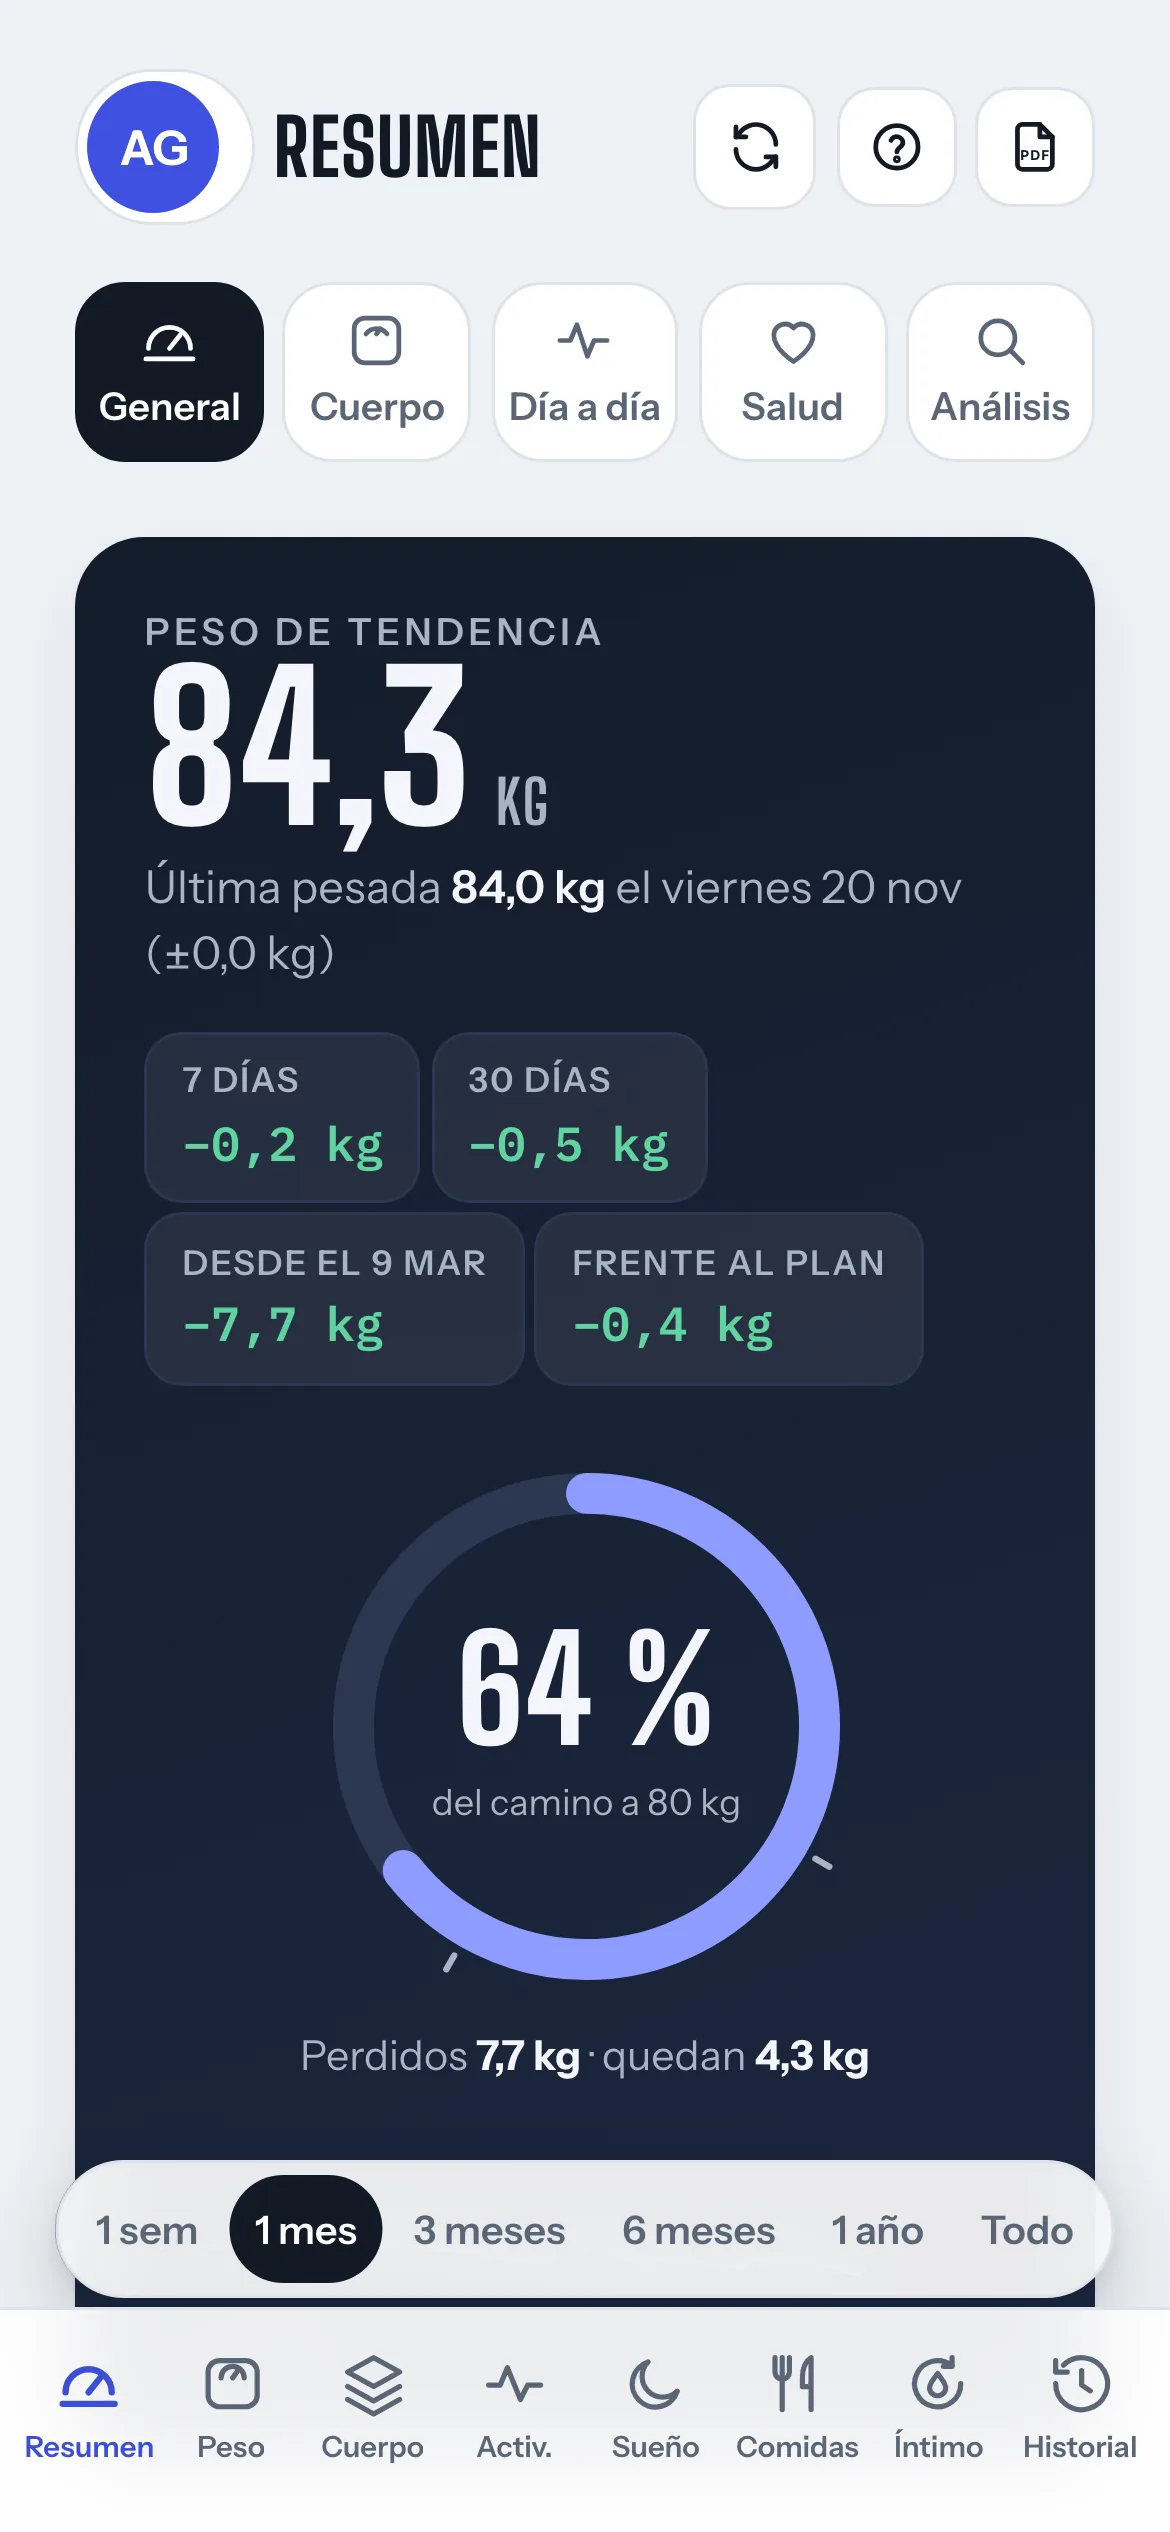 AG
RESUMEN
PDF
General
Cuerpo
Día a día
Salud
Análisis
PESO DE TENDENCIA
84,3 KG
Última pesada 84,0 kg el viernes 20 nov
(±0,0 kg)
7 DÍAS
−0,2 kg
30 DÍAS
−0,5 kg
DESDE EL 9 MAR
−7,7 kg
FRENTE AL PLAN
−0,4 kg
64 %
del camino a 80 kg
Perdidos 7,7 kg · quedan 4,3 kg
1 sem
1 mes
3 meses
6 meses
1 año
Todo
Resumen
Peso
Cuerpo
Activ.
Sueño
Comidas
Íntimo
Historial